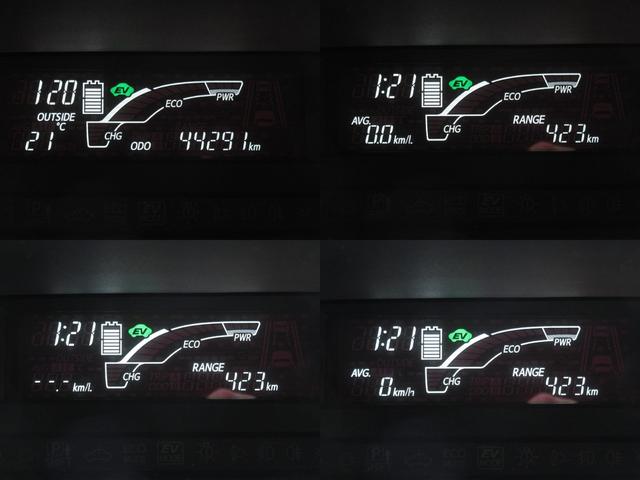 120 EV
OUTSIDE ECO PWR
°C
21 CHG ODO 44291 km
1:21 EV
ECO PWR
AVG. RANGE
0.0 km/L CHG 423 km
1:21 EV
ECO PWR
RANGE
--.- km/L CHG 423 km
1:21 EV
ECO PWR
AVG. RANGE
0 km/h CHG 423 km